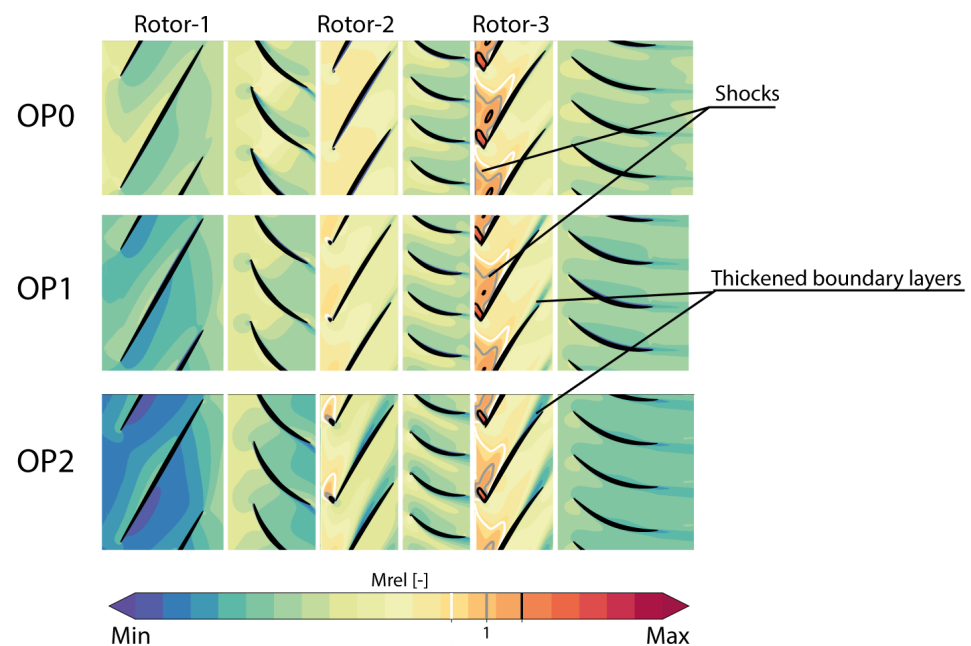 Rotor-1 Rotor-2 Rotor-3
OP0
Shocks
OP1
Thickened boundary layers
OP2
Mrel [-]
1
Min Max